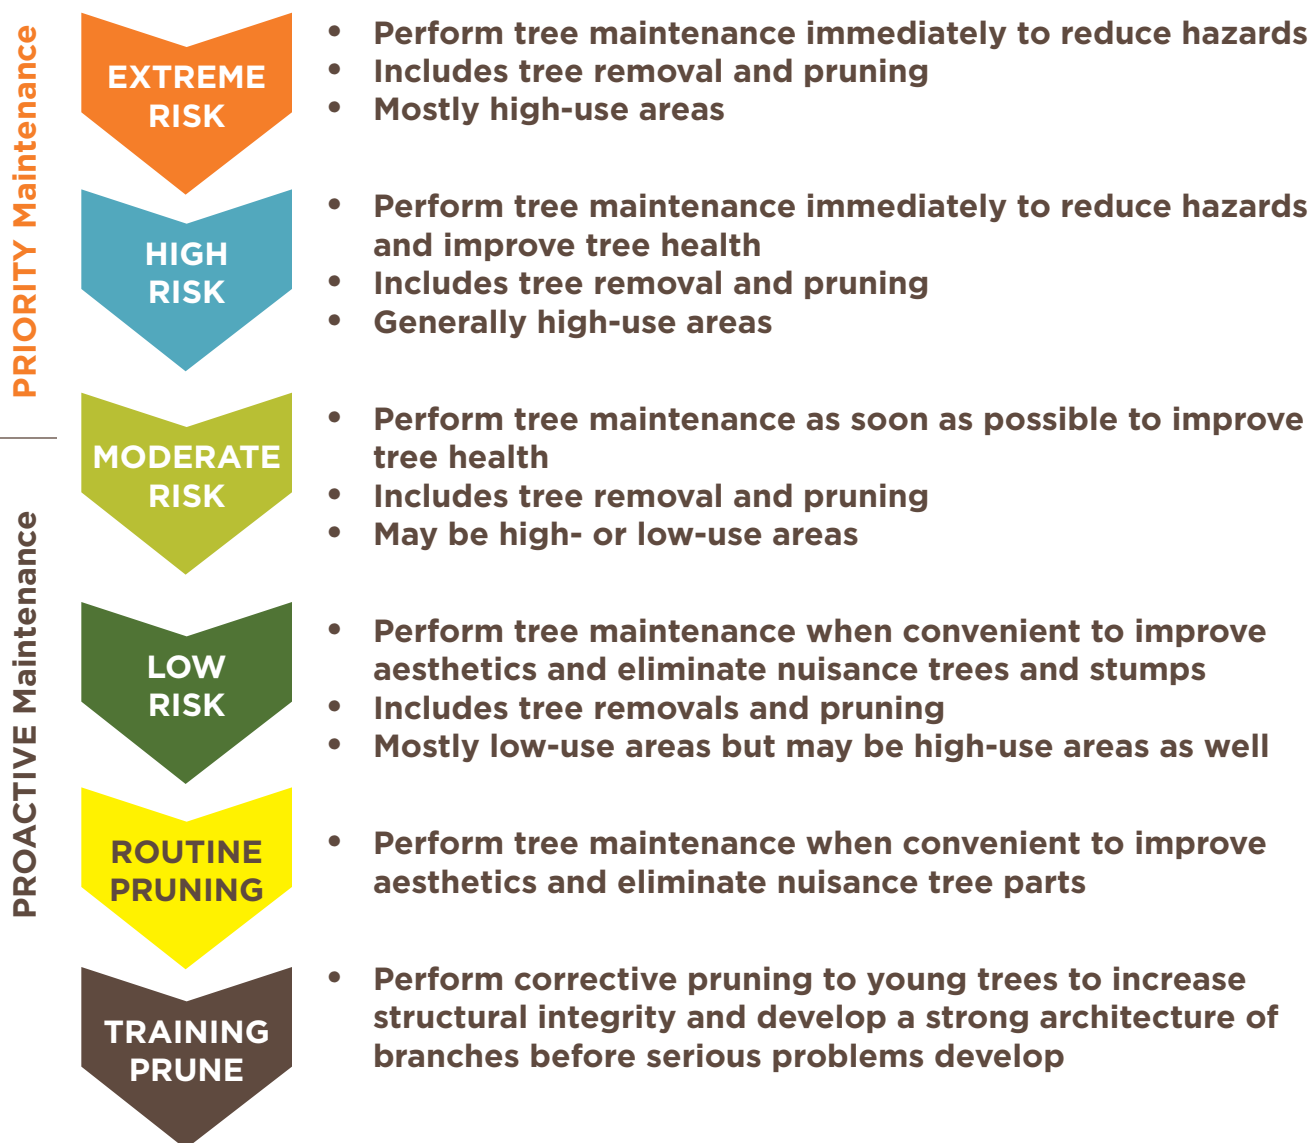 PRIORITY Maintenance
EXTREME
RISK
• Perform tree maintenance immediately to reduce hazards
• Includes tree removal and pruning
• Mostly high-use areas
HIGH
RISK
• Perform tree maintenance immediately to reduce hazards
and improve tree health
• Includes tree removal and pruning
• Generally high-use areas
MODERATE
RISK
• Perform tree maintenance as soon as possible to improve
tree health
• Includes tree removal and pruning
• May be high- or low-use areas
PROACTIVE Maintenance
LOW
RISK
• Perform tree maintenance when convenient to improve
aesthetics and eliminate nuisance trees and stumps
• Includes tree removals and pruning
• Mostly low-use areas but may be high-use areas as well
ROUTINE
PRUNING
• Perform tree maintenance when convenient to improve
aesthetics and eliminate nuisance tree parts
TRAINING
PRUNE
• Perform corrective pruning to young trees to increase
structural integrity and develop a strong architecture of
branches before serious problems develop